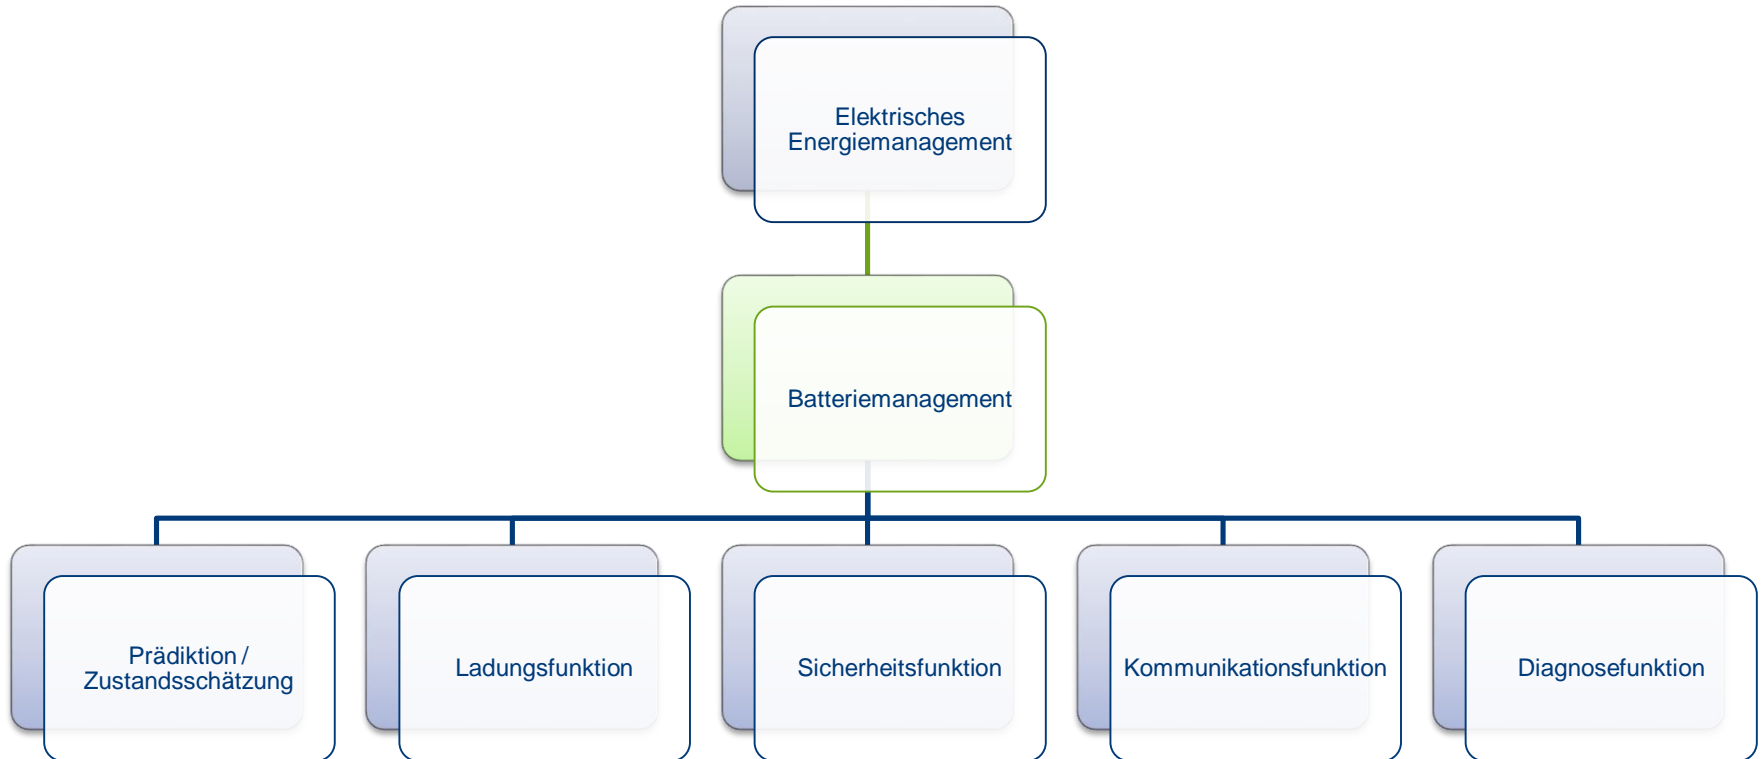 Elektrisches
Energiemanagement
Batteriemanagement
Prädiktion /
Zustandsschätzung
Ladungsfunktion
Sicherheitsfunktion
Kommunikationsfunktion
Diagnosefunktion